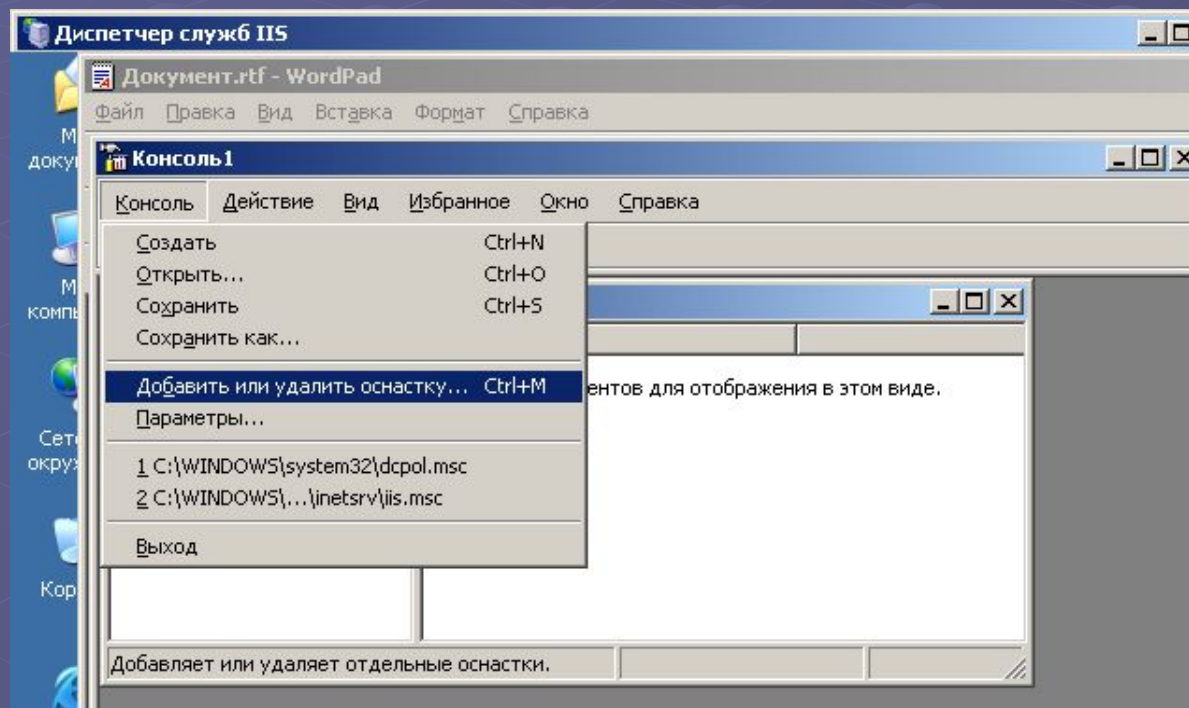 Диспетчер служб IIS
Документ.rtf - WordPad
Файл Правка Вид Вставка Формат Справка
Консоль1
Консоль Действие Вид Избранное Окно Справка
Создать Ctrl+N
Открыть... Ctrl+O
Сохранить Ctrl+S
Сохранить как...
Добавить или удалить оснастку... Ctrl+M
для отображения в этом виде.
Параметры...
1 C:\WINDOWS\system32\dcpol.msc
2 C:\WINDOWS\...\inetsrv\iis.msc
Выход
Добавляет или удаляет отдельные оснастки.